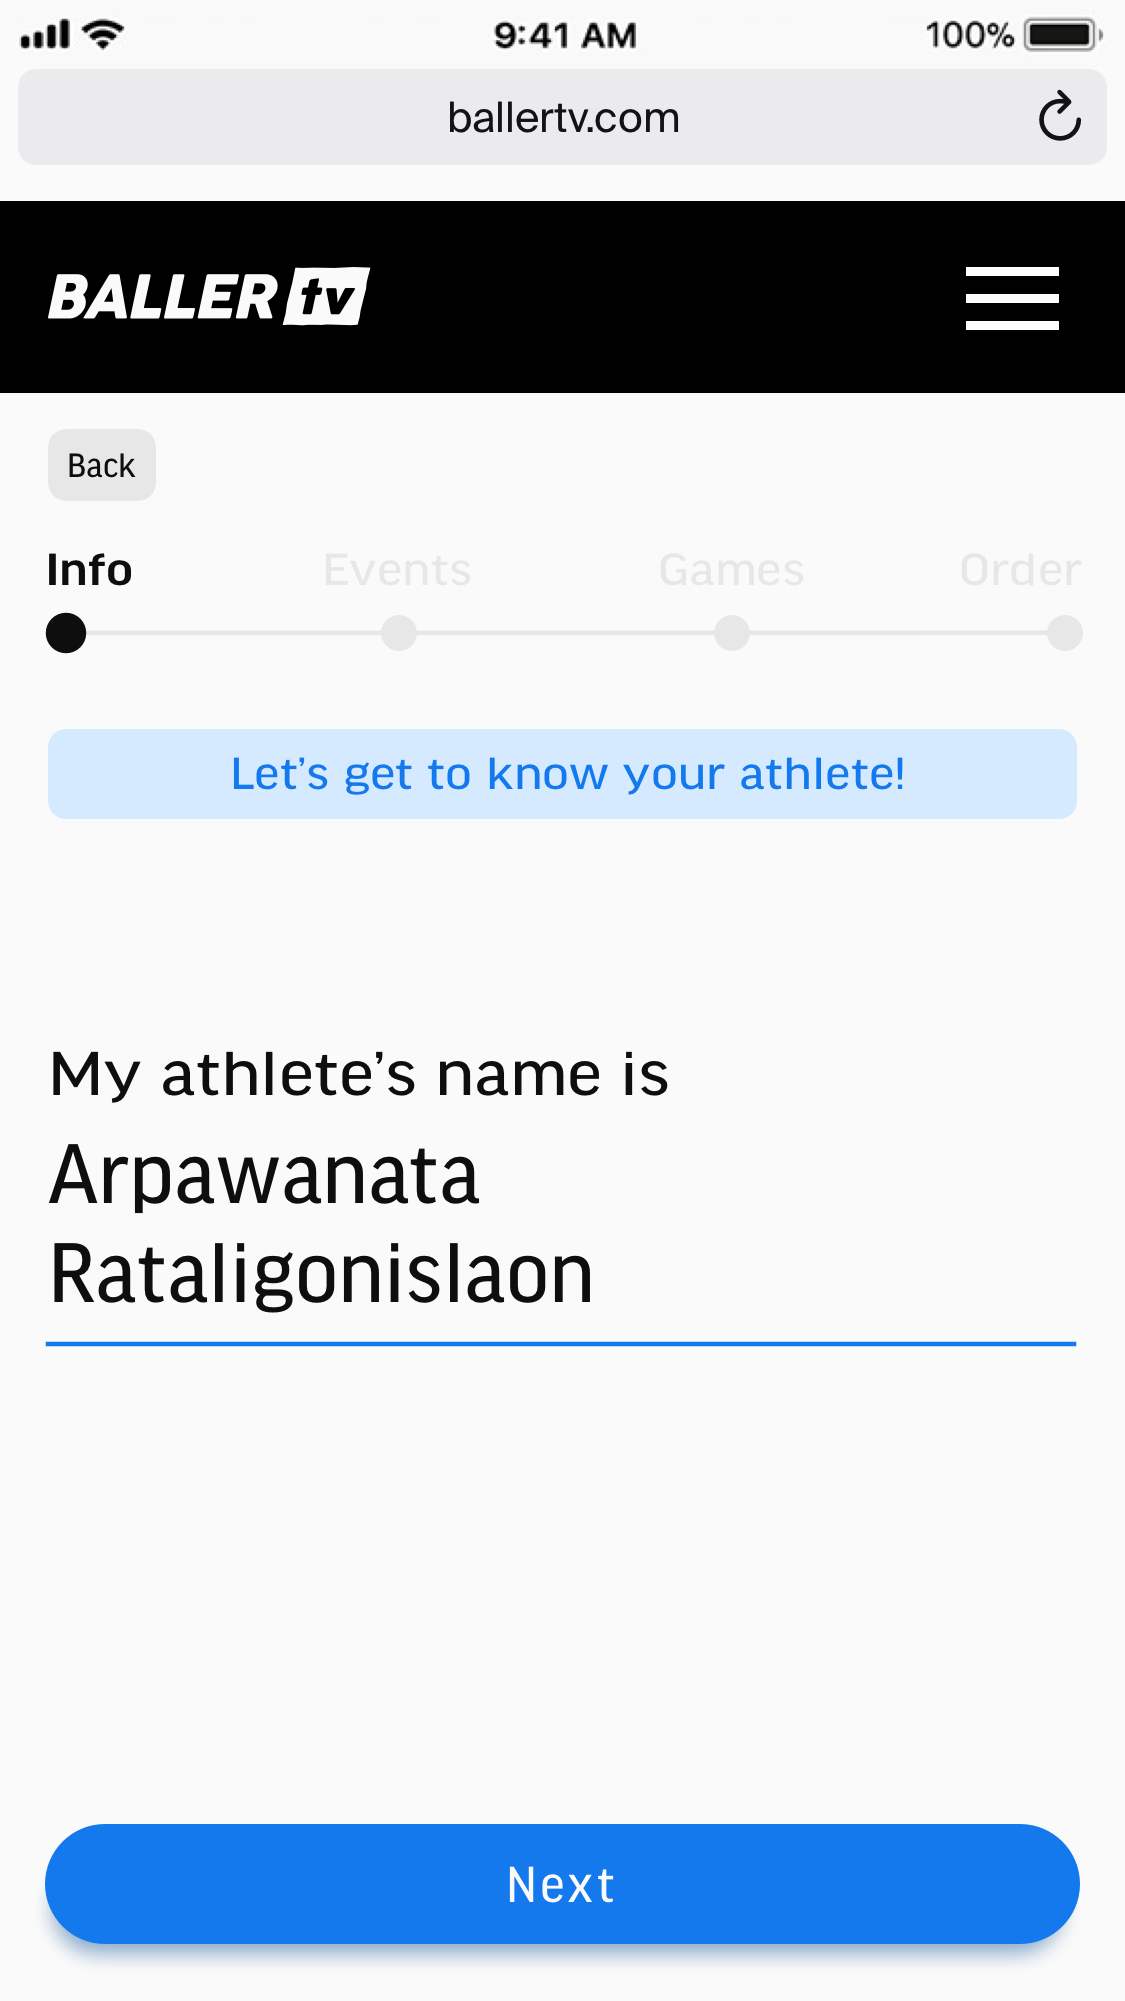 9:41 AM
100%
ballertv.com
BALLER tv
Back
Info Events Games Order
Let’s get to know your athlete!
My athlete’s name is
Arpawanata
Rataligonislaon
Next